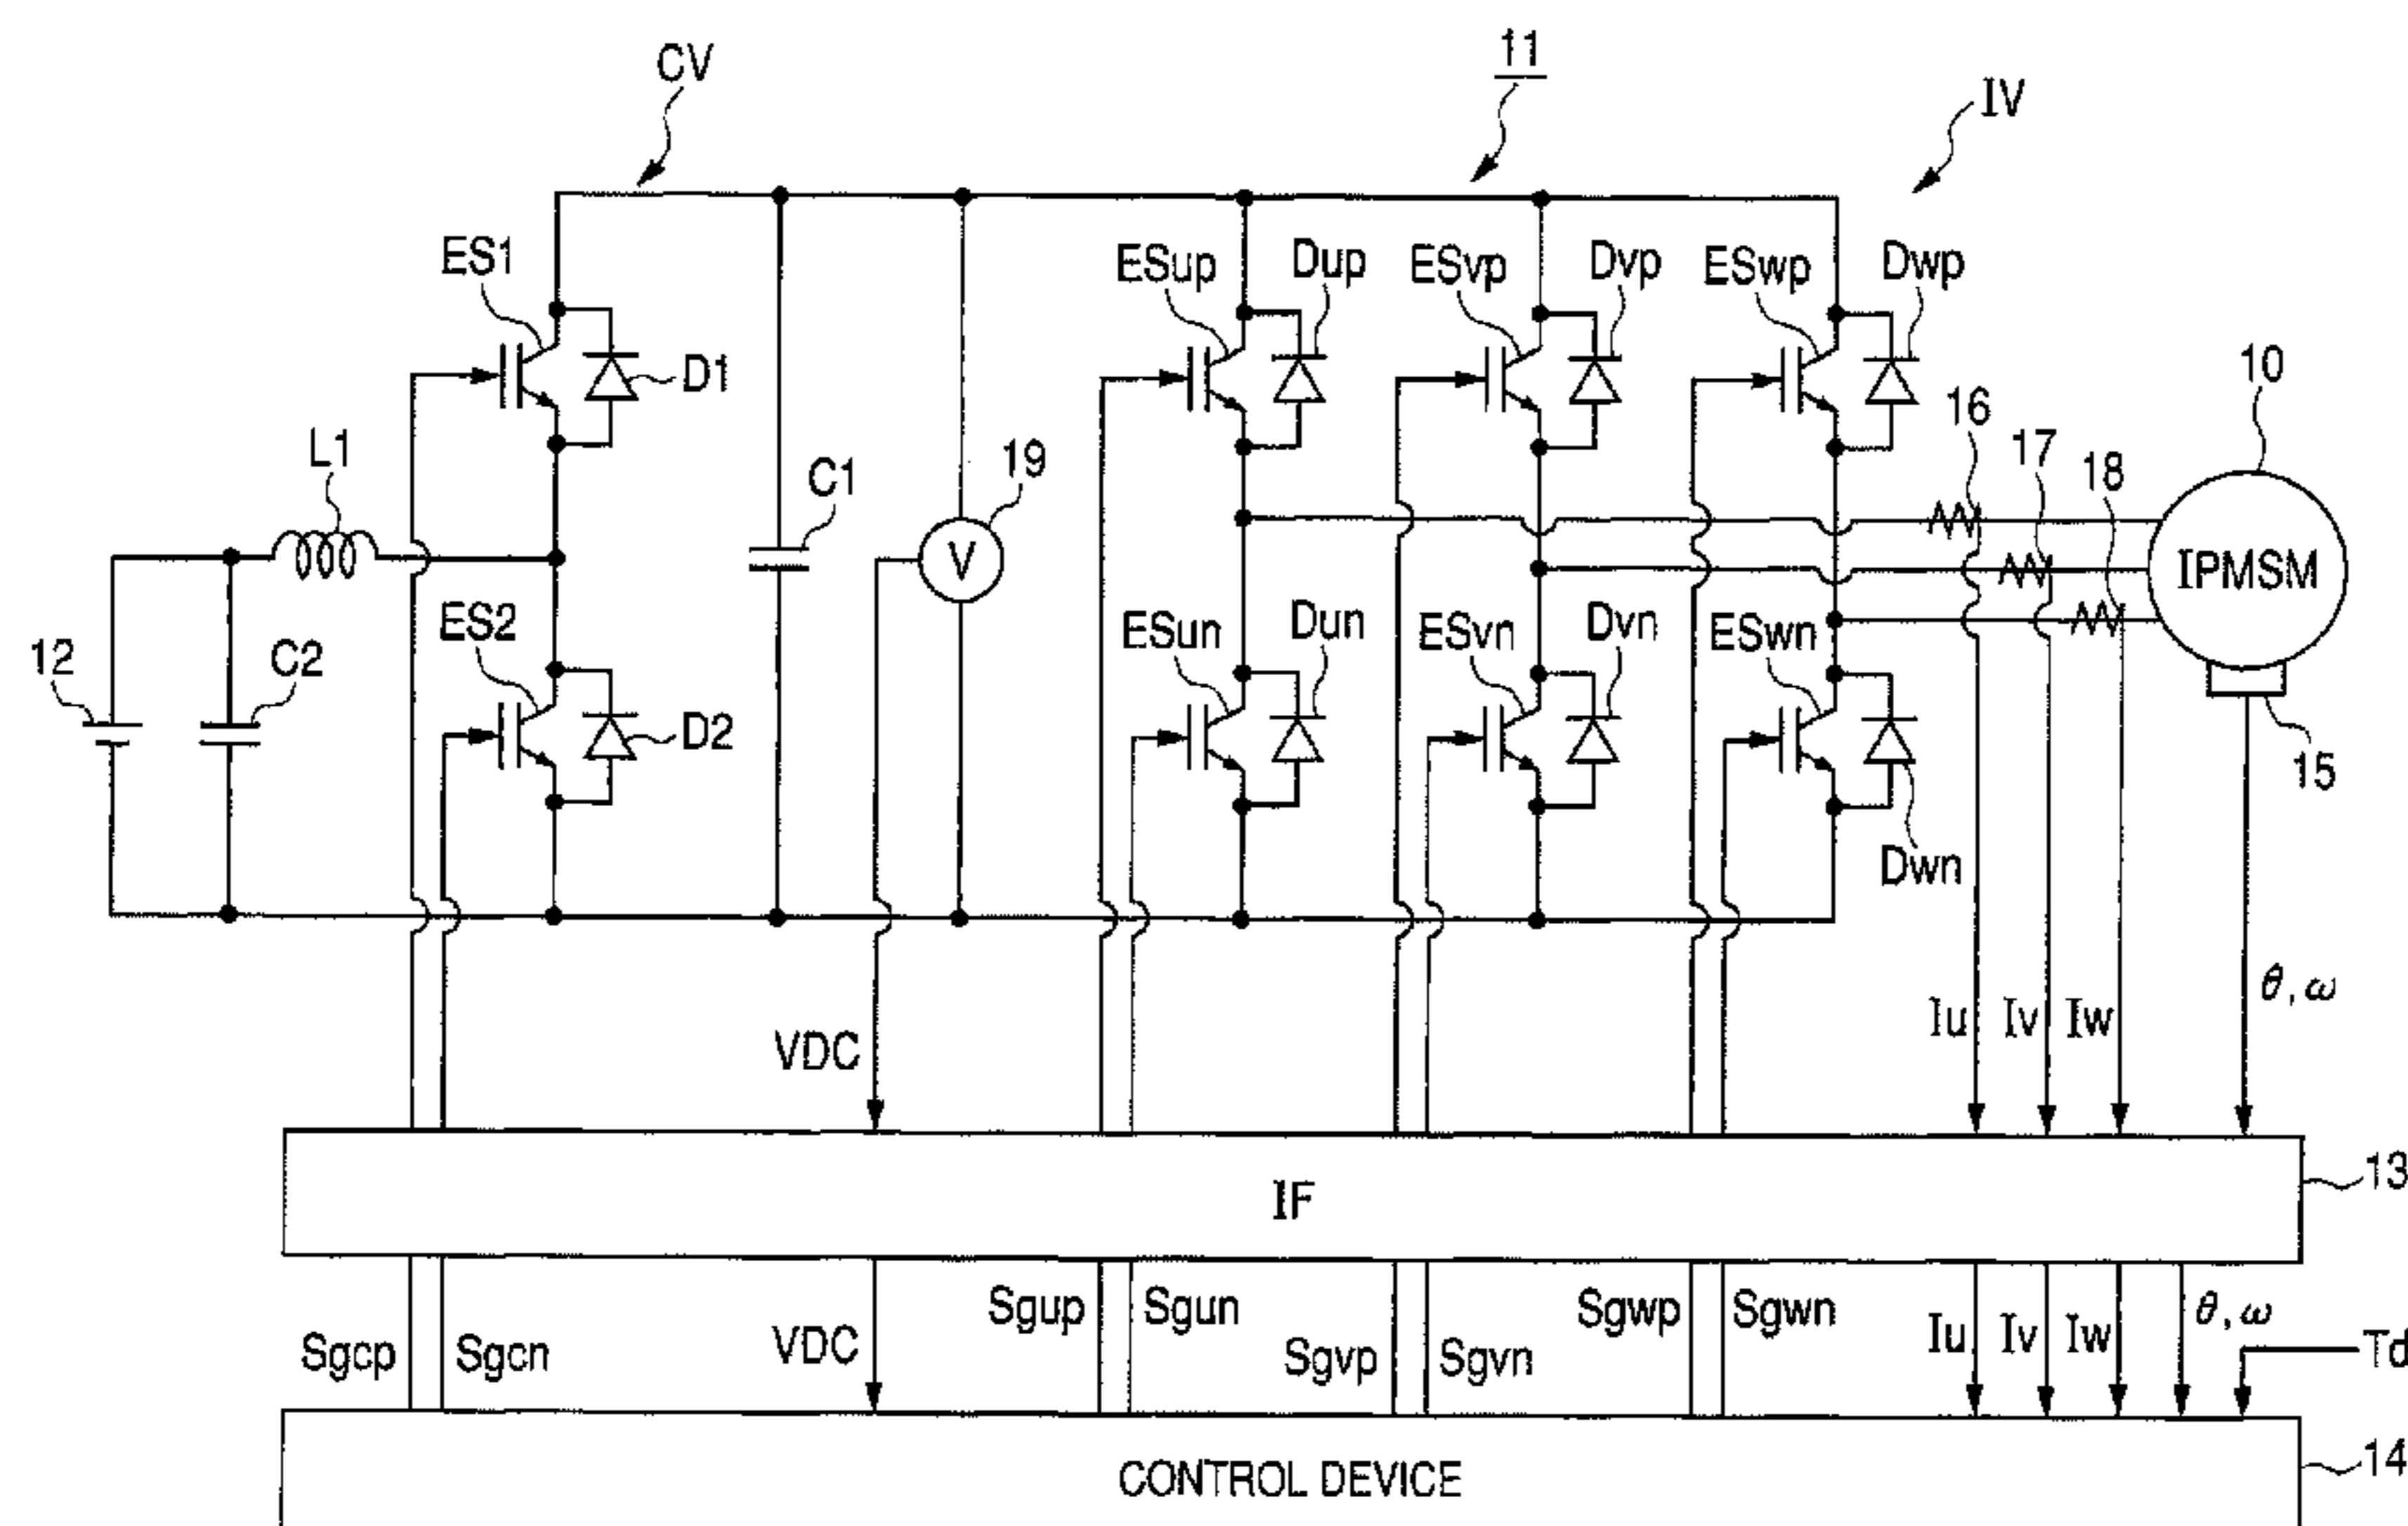 CV
11
IV
ES1
D1
ESup
Dup
ESvp
Dvp
ESwp
Dwp
10
16
17
18
L1
C1
19
V
IPMSM
12
C2
ES2
D2
ESun
Dun
ESvn
Dvn
ESwn
Dwn
15
VDC
Iu
Iv
Iw
θ, ω
IF
13
Sgcp
Sgcn
VDC
Sgup
Sgun
Sgvp
Sgvn
Sgwp
Sgwn
Iu
Iv
Iw
θ, ω
Td
CONTROL DEVICE
14